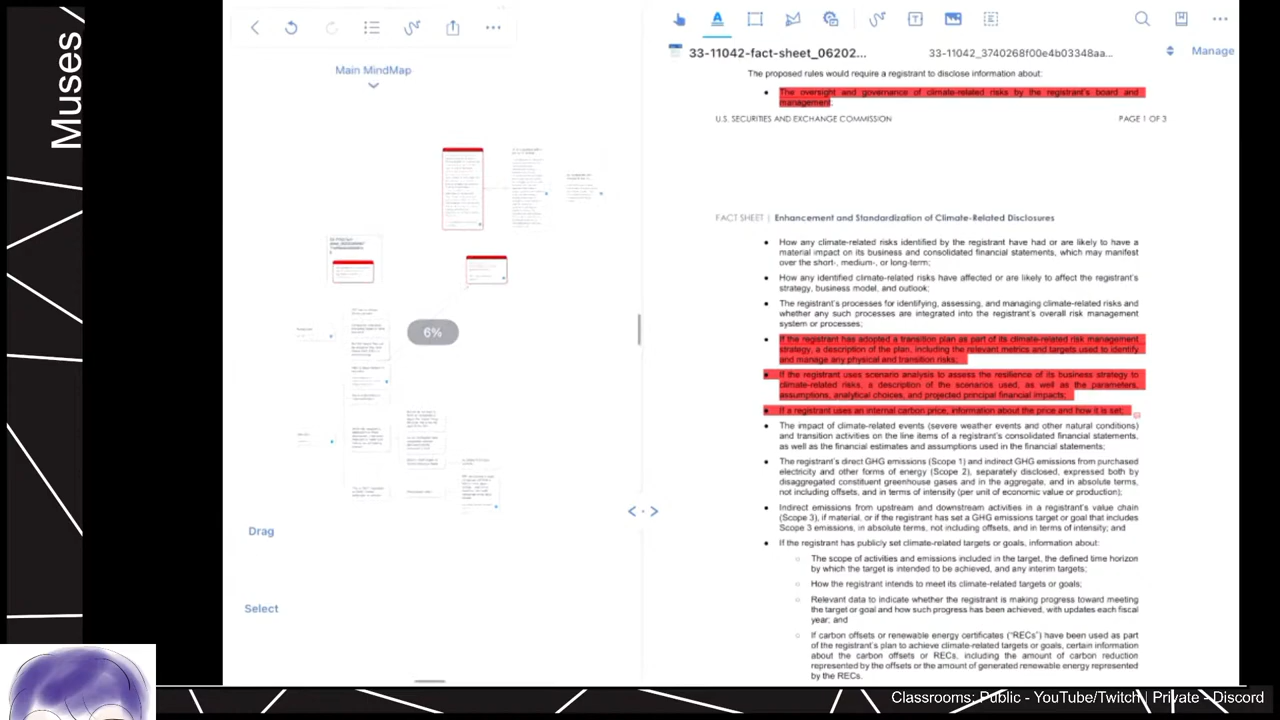 Muses
Main MindMap
6%
Drag
Select
33-11042-fact-sheet_06202...
33-11042_3740268f00e4b03348aa...
Manage
The proposed rules would require a registrant to disclose information about:
● The oversight and governance of climate-related risks by the registrant's board and
management.
U.S. SECURITIES AND EXCHANGE COMMISSION PAGE 1 OF 3
FACT SHEET | Enhancement and Standardization of Climate-Related Disclosures
● How any climate-related risks identified by the registrant have had or are likely to have a
material impact on its business and consolidated financial statements, which may manifest
over the short-, medium-, or long-term;
● How any identified climate-related risks have affected or are likely to affect the registrant's
strategy, business model, and outlook;
● The registrant's processes for identifying, assessing, and managing climate-related risks and
whether any such processes are integrated into the registrant's overall risk management
system or processes;
● If the registrant has adopted a transition plan as part of its climate-related risk management
strategy, a description of the plan, including the relevant metrics and targets used to identify
and manage any physical and transition risks;
● If the registrant uses scenario analysis to assess the resilience of its business strategy to
climate-related risks, a description of the scenarios used, as well as the parameters,
assumptions, analytical choices, and projected principal financial impacts;
● If a registrant uses an internal carbon price, information about the price and how it is set;
● The impact of climate-related events (severe weather events and other natural conditions)
and transition activities on the line items of a registrant's consolidated financial statements,
as well as the financial estimates and assumptions used in the financial statements;
● The registrant's direct GHG emissions (Scope 1) and indirect GHG emissions from purchased
electricity and other forms of energy (Scope 2), separately disclosed, expressed both by
disaggregated constituent greenhouse gases and in the aggregate, and in absolute terms,
not including offsets, and in terms of intensity (per unit of economic value or production);
● Indirect emissions from upstream and downstream activities in a registrant's value chain
(Scope 3), if material, or if the registrant has set a GHG emissions target or goal that includes
Scope 3 emissions, in absolute terms, not including offsets, and in terms of intensity; and
● If the registrant has publicly set climate-related targets or goals, information about:
○ The scope of activities and emissions included in the target, the defined time horizon
by which the target is intended to be achieved, and any interim targets;
○ How the registrant intends to meet its climate-related targets or goals;
○ Relevant data to indicate whether the registrant is making progress toward meeting
the target or goal and how such progress has been achieved, with updates each fiscal
year; and
○ If carbon offsets or renewable energy certificates ("RECs") have been used as part
of the registrant's plan to achieve climate-related targets or goals, certain information
about the carbon offsets or RECs, including the amount of carbon reduction
represented by the offsets or the amount of generated renewable energy represented
by the RECs.
Classrooms: Public - YouTube/Twitch | Private - Discord